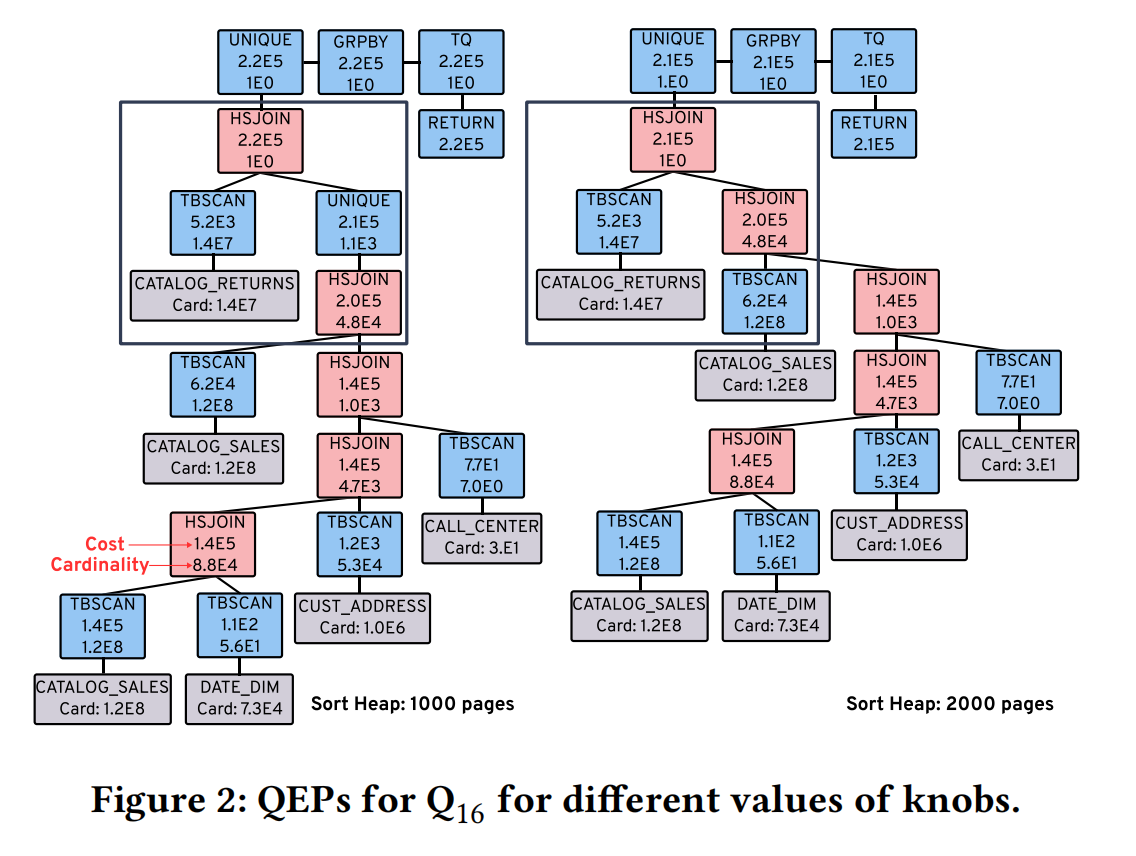 UNIQUE
2.2E5
1E0
GRPBY
2.2E5
1E0
TQ
2.2E5
1E0
RETURN
2.2E5
HSJOIN
2.2E5
1E0
TBSCAN
5.2E3
1.4E7
UNIQUE
2.1E5
1.1E3
CATALOG_RETURNS
Card: 1.4E7
HSJOIN
2.0E5
4.8E4
TBSCAN
6.2E4
1.2E8
HSJOIN
1.4E5
1.0E3
CATALOG_SALES
Card: 1.2E8
HSJOIN
1.4E5
4.7E3
TBSCAN
7.7E1
7.0E0
CALL_CENTER
Card: 3.E1
Cost
Cardinality
HSJOIN
1.4E5
8.8E4
TBSCAN
1.2E3
5.3E4
CUST_ADDRESS
Card: 1.0E6
TBSCAN
1.4E5
1.2E8
TBSCAN
1.1E2
5.6E1
CATALOG_SALES
Card: 1.2E8
DATE_DIM
Card: 7.3E4
Sort Heap: 1000 pages
UNIQUE
2.1E5
1.E0
GRPBY
2.1E5
1E0
TQ
2.1E5
1E0
RETURN
2.1E5
HSJOIN
2.1E5
1E0
TBSCAN
5.2E3
1.4E7
HSJOIN
2.0E5
4.8E4
CATALOG_RETURNS
Card: 1.4E7
TBSCAN
6.2E4
1.2E8
HSJOIN
1.4E5
1.0E3
CATALOG_SALES
Card: 1.2E8
HSJOIN
1.4E5
4.7E3
TBSCAN
7.7E1
7.0E0
CALL_CENTER
Card: 3.E1
HSJOIN
1.4E5
8.8E4
TBSCAN
1.2E3
5.3E4
CUST_ADDRESS
Card: 1.0E6
TBSCAN
1.4E5
1.2E8
TBSCAN
1.1E2
5.6E1
CATALOG_SALES
Card: 1.2E8
DATE_DIM
Card: 7.3E4
Sort Heap: 2000 pages
Figure 2: QEPs for Q16 for different values of knobs.